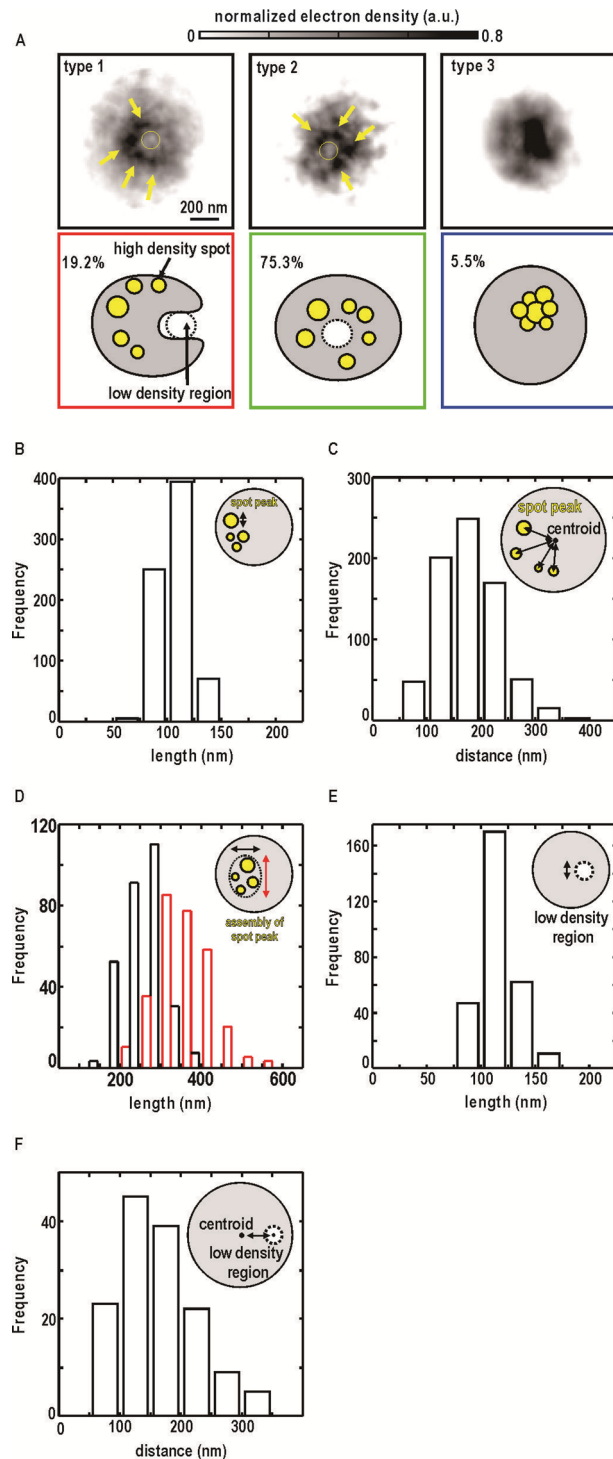 normalized electron density (a.u.)
0 0.8
A
type 1 type 2 type 3
200 nm
19.2% 75.3% 5.5%
high density spot
low density region
B
Frequency
400
300
200
100
0
spot peak
0 50 100 150 200
length (nm)
C
Frequency
300
200
100
0
spot peak
centroid
0 100 200 300 400
distance (nm)
D
Frequency
120
80
40
0
assembly of
spot peak
200 400 600
length (nm)
E
Frequency
160
120
80
40
0
low density
region
0 50 100 150 200
length (nm)
F
Frequency
40
20
0
centroid
low density
region
0 100 200 300
distance (nm)